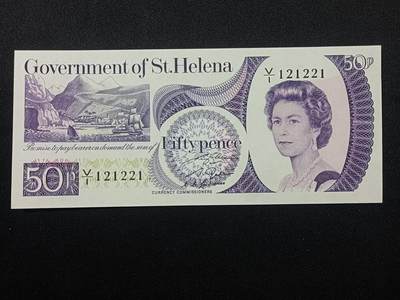 Government of St. Helena
V/1 121221
50p
I promise to pay bearer on demand the sum of
Fifty pence
50p
V/1 121221
CURRENCY COMMISSIONERS